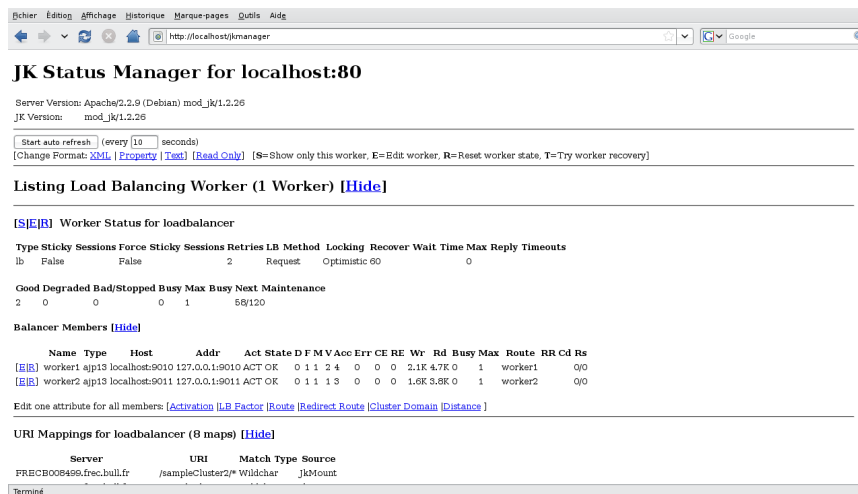 Fichier Édition Affichage Historique Marque-pages Outils Aide
http://localhost/jkmanager
Google
JK Status Manager for localhost:80
Server Version: Apache/2.2.9 (Debian) mod_jk/1.2.26
JK Version: mod_jk/1.2.26
Start auto refresh (every 10 seconds)
[Change Format: XML | Property | Text] [Read Only] [S=Show only this worker, E=Edit worker, R=Reset worker state, T=Try worker recovery]
Listing Load Balancing Worker (1 Worker) [Hide]
[S|E|R] Worker Status for loadbalancer
Type Sticky Sessions Force Sticky Sessions Retries LB Method Locking Recover Wait Time Max Reply Timeouts
lb False False 2 Request Optimistic 60 0
Good Degraded Bad/Stopped Busy Max Busy Next Maintenance
2 0 0 0 1 58/120
Balancer Members [Hide]
Name Type Host Addr Act State D F M V Acc Err CE RE Wr Rd Busy Max Route RR Cd Rs
[E|R] worker1 ajp13 localhost:9010 127.0.0.1:9010 ACT OK 0 1 1 2 4 0 0 0 2.1K 4.7K 0 1 worker1 0/0
[E|R] worker2 ajp13 localhost:9011 127.0.0.1:9011 ACT OK 0 1 1 1 3 0 0 0 1.6K 3.8K 0 1 worker2 0/0
Edit one attribute for all members: [Activation |LB Factor |Route |Redirect Route |Cluster Domain |Distance ]
URI Mappings for loadbalancer (8 maps) [Hide]
Server URI Match Type Source
FRECB008499.frec.bull.fr /sampleCluster2/* Wildchar JkMount
Terminé